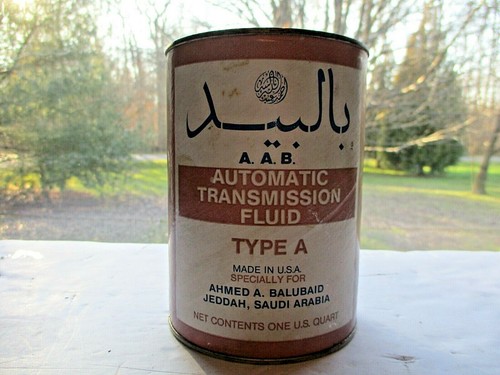 بالبيد
A.A.B.
AUTOMATIC
TRANSMISSION
FLUID
TYPE A
MADE IN U.S.A.
SPECIALLY FOR
AHMED A. BALUBAID
JEDDAH, SAUDI ARABIA
NET CONTENTS ONE U.S. QUART